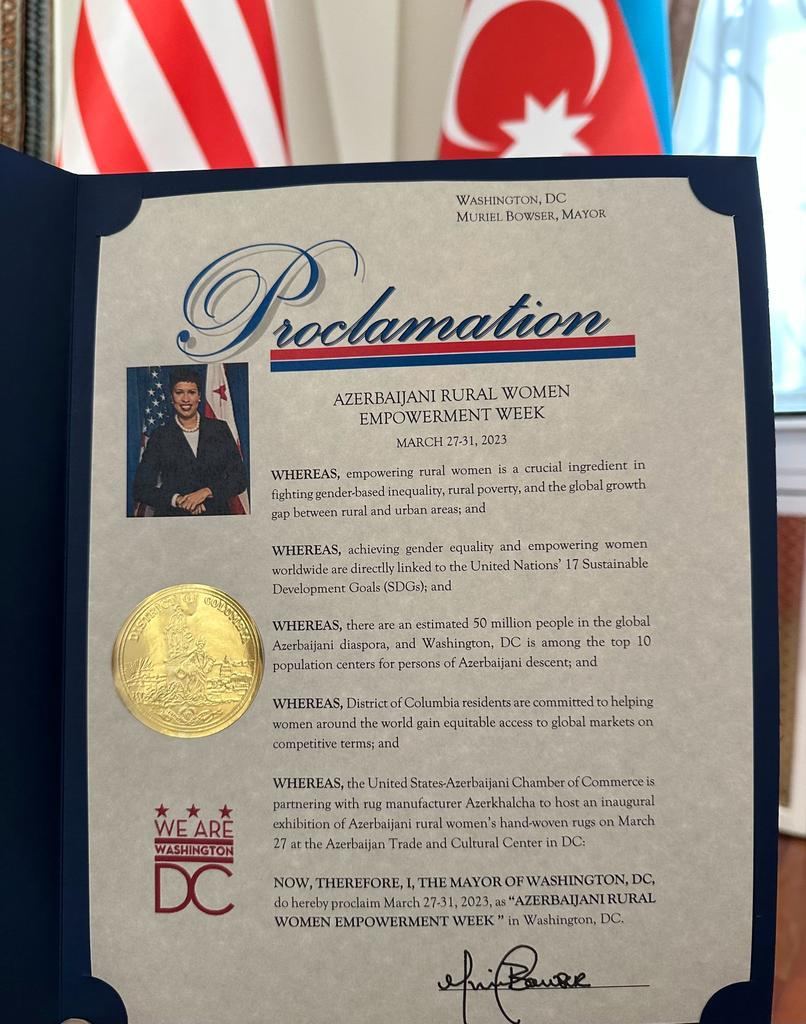 WASHINGTON, DC
MURIEL BOWSER, MAYOR
Proclamation
AZERBAIJANI RURAL WOMEN
EMPOWERMENT WEEK
MARCH 27-31, 2023
WHEREAS, empowering rural women is a crucial ingredient in
fighting gender-based inequality, rural poverty, and the global growth
gap between rural and urban areas; and
WHEREAS, achieving gender equality and empowering women
worldwide are directlly linked to the United Nations' 17 Sustainable
Development Goals (SDGs); and
WHEREAS, there are an estimated 50 million people in the global
Azerbaijani diaspora, and Washington, DC is among the top 10
population centers for persons of Azerbaijani descent; and
WHEREAS, District of Columbia residents are committed to helping
women around the world gain equitable access to global markets on
competitive terms; and
WHEREAS, the United States-Azerbaijani Chamber of Commerce is
partnering with rug manufacturer Azerkhalcha to host an inaugural
exhibition of Azerbaijani rural women's hand-woven rugs on March
27 at the Azerbaijan Trade and Cultural Center in DC:
NOW, THEREFORE, I, THE MAYOR OF WASHINGTON, DC,
do hereby proclaim March 27-31, 2023, as "AZERBAIJANI RURAL
WOMEN EMPOWERMENT WEEK " in Washington, DC.
Muriel Bowser
DISTRICT OF COLUMBIA
WE ARE
WASHINGTON
DC